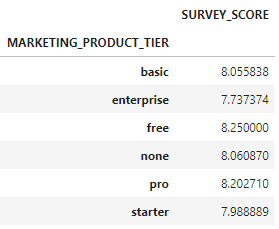 SURVEY_SCORE
MARKETING_PRODUCT_TIER
basic 8.055838
enterprise 7.737374
free 8.250000
none 8.060870
pro 8.202710
starter 7.988889